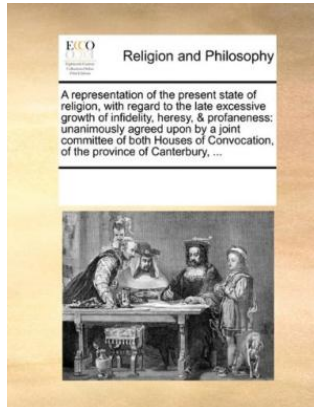 ECCO
Religion and Philosophy
A representation of the present state of
religion, with regard to the late excessive
growth of infidelity, heresy, & profaneness:
unanimously agreed upon by a joint
committee of both Houses of Convocation,
of the province of Canterbury, ...